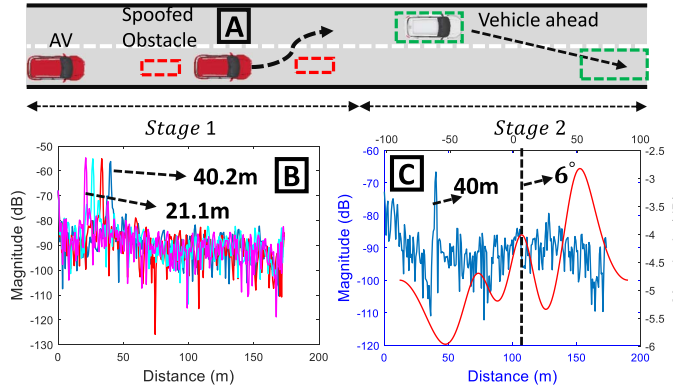 Spoofed
Obstacle
A
Vehicle ahead
AV
Stage 1
Stage 2
-50
-60
-70
-80
-90
-100
-110
-120
-130
0
50
100
150
200
Magnitude (dB)
Distance (m)
B
40.2m
21.1m
-100
-50
0
50
100
-60
-70
-80
-90
-100
-110
-120
0
50
100
150
200
-2.5
-3
-3.5
-4
-4.5
-5
-5.5
-6
Magnitude (dB)
Distance (m)
C
40m
6°